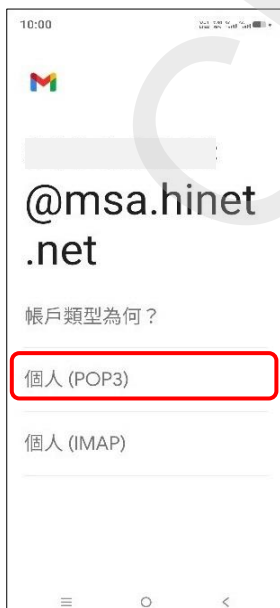 10:00
@msa.hinet
.net
帳戶類型為何？
個人 (POP3)
個人 (IMAP)